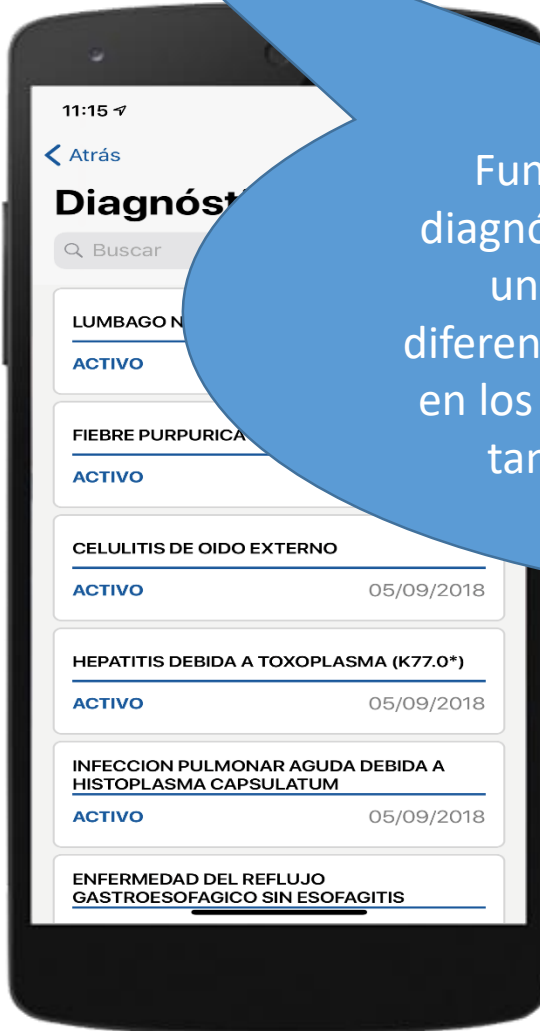 11:15
Atrás
Diagnóst
Buscar
LUMBAGO N
ACTIVO
FIEBRE PURPURICA
ACTIVO
CELULITIS DE OIDO EXTERNO
ACTIVO 05/09/2018
HEPATITIS DEBIDA A TOXOPLASMA (K77.0*)
ACTIVO 05/09/2018
INFECCION PULMONAR AGUDA DEBIDA A
HISTOPLASMA CAPSULATUM
ACTIVO 05/09/2018
ENFERMEDAD DEL REFLUJO
GASTROESOFAGICO SIN ESOFAGITIS
Fun
diagnó
un
diferen
en los
tar